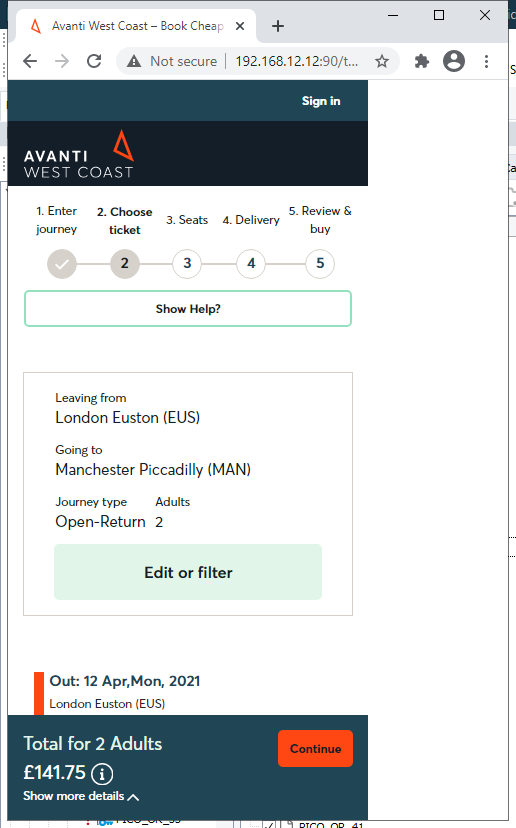 Avanti West Coast – Book Cheap
Not secure | 192.168.12.12:90/t...
Sign in
AVANTI
WEST COAST
1. Enter journey
2. Choose ticket
3. Seats
4. Delivery
5. Review & buy
2
3
4
5
Show Help?
Leaving from
London Euston (EUS)
Going to
Manchester Piccadilly (MAN)
Journey type Adults
Open-Return 2
Edit or filter
Out: 12 Apr,Mon, 2021
London Euston (EUS)
Total for 2 Adults
£141.75
Continue
Show more details